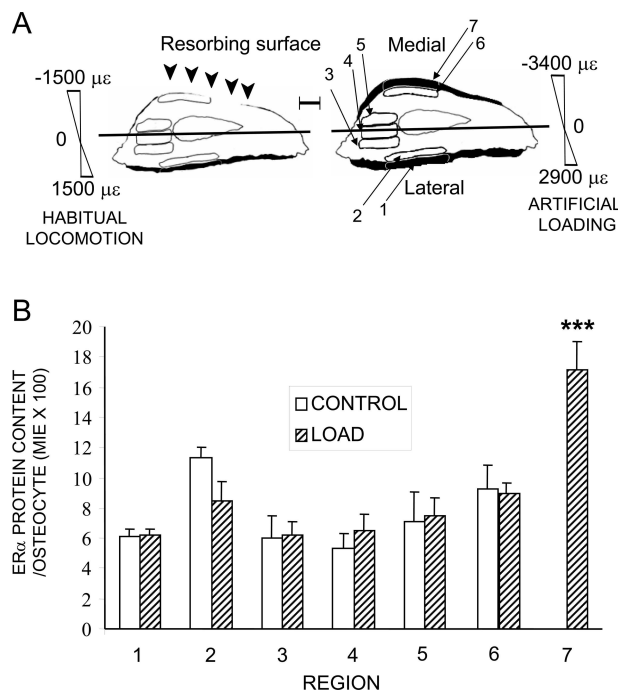 A
Resorbing surface
Medial
7
6
5
4
3
-1500 µε
0
1500 µε
HABITUAL
LOCOMOTION
-3400 µε
0
2900 µε
ARTIFICIAL
LOADING
Lateral
2
1
B
ERα PROTEIN CONTENT
/OSTEOCYTE (MIE X 100)
20
18
16
14
12
10
8
6
4
2
0
CONTROL
LOAD
***
1 2 3 4 5 6 7
REGION